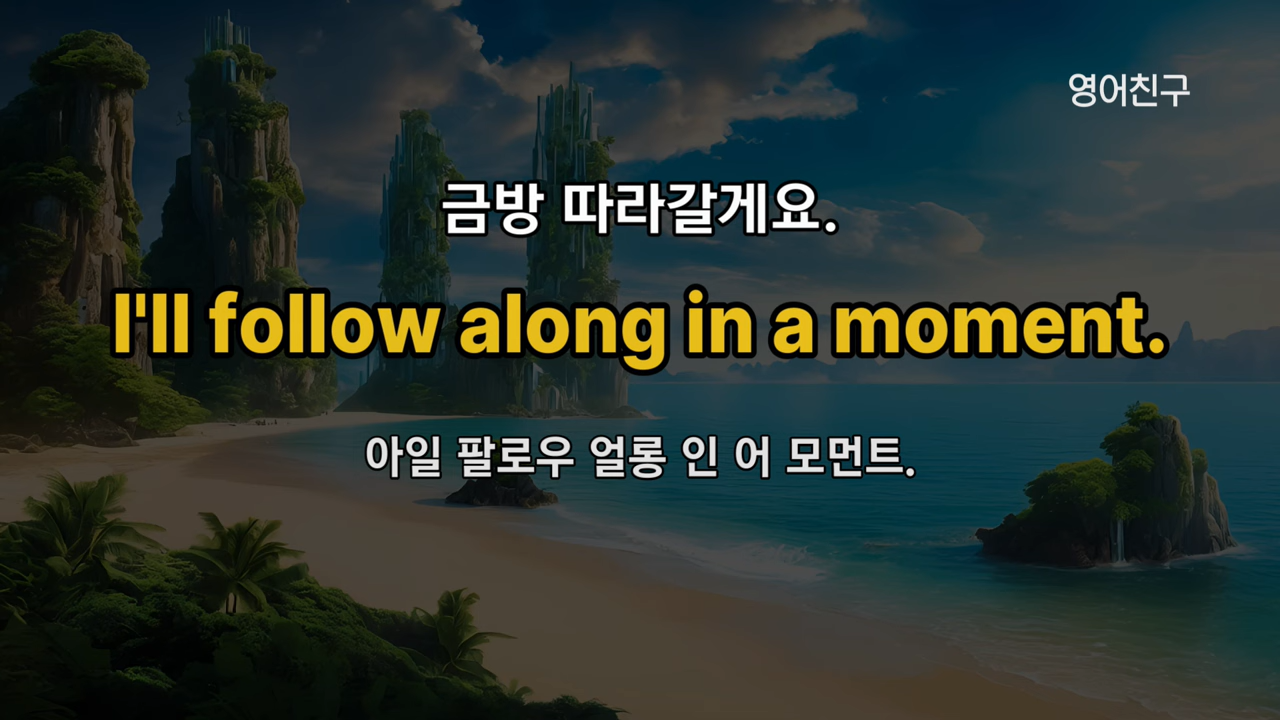 영어친구
금방 따라갈게요.
I'll follow along in a moment.
아일 팔로우 얼롱 인 어 모먼트.